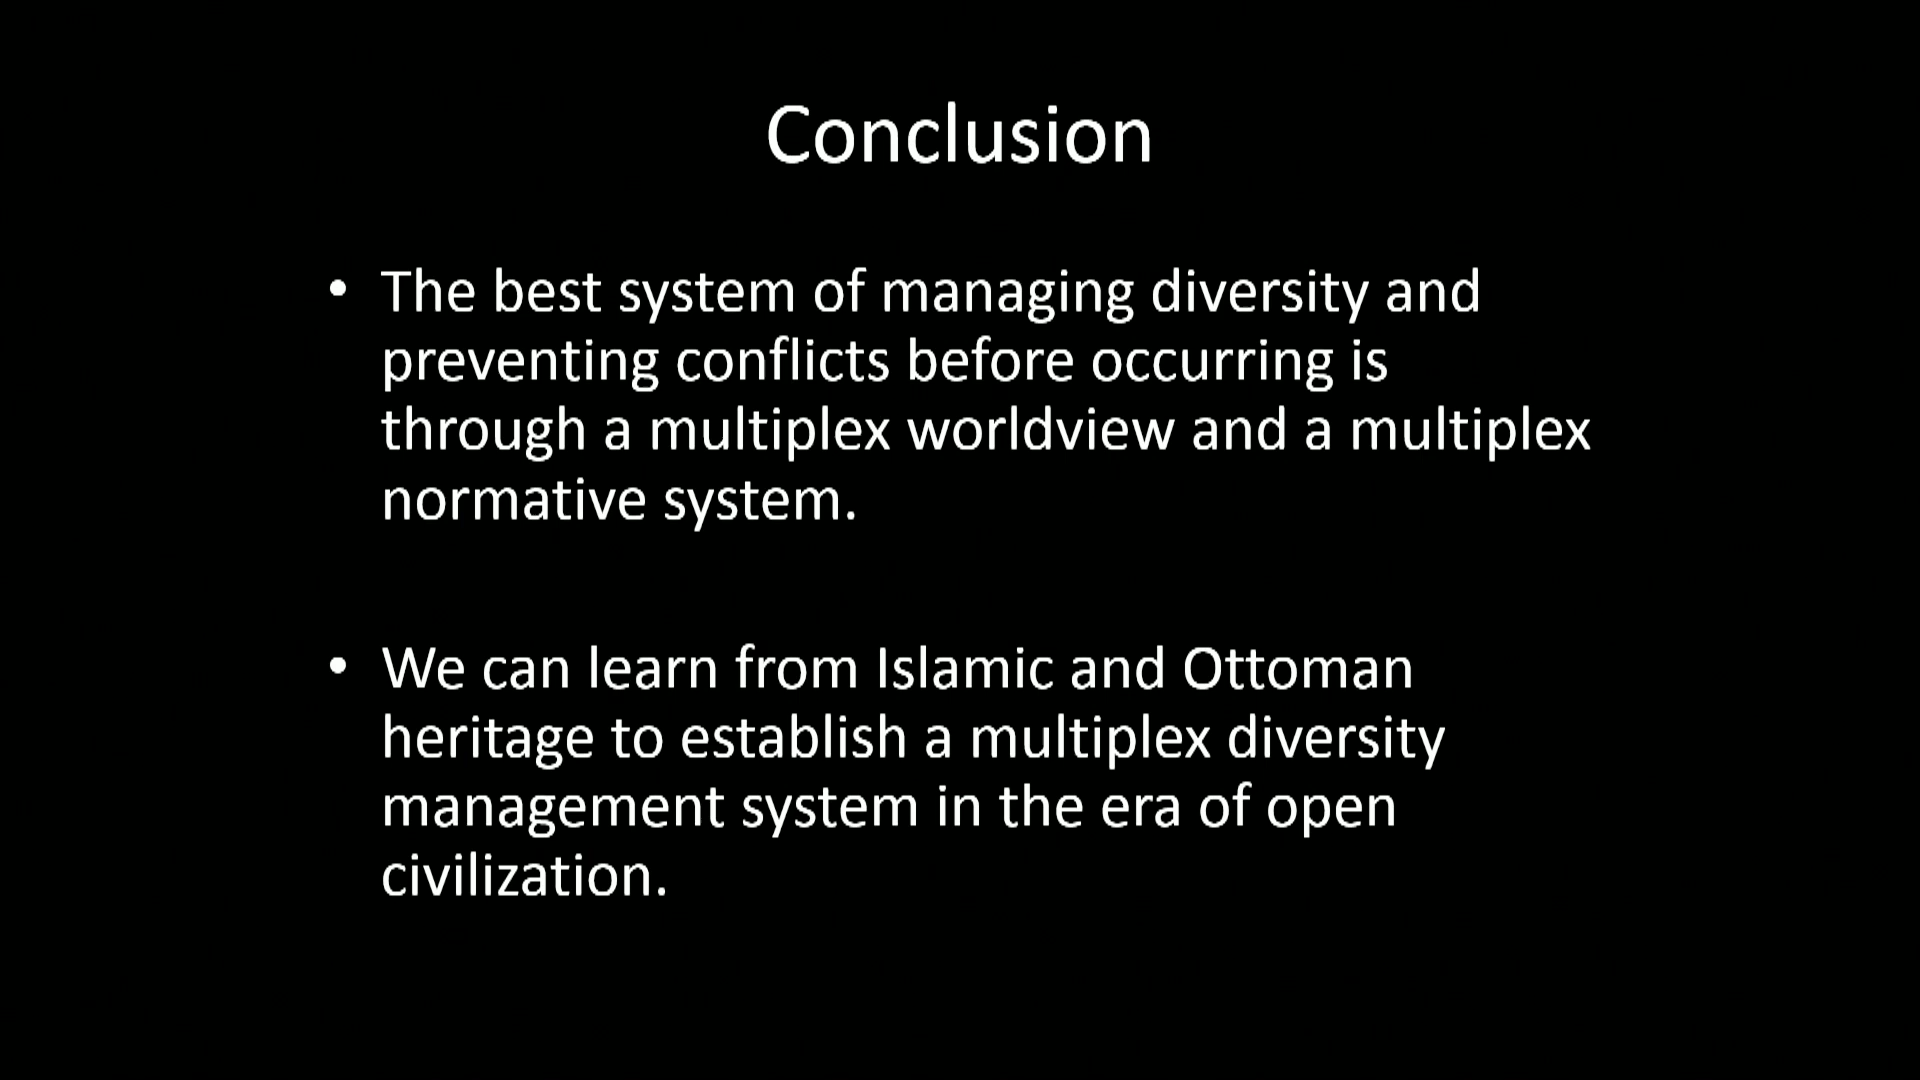 Conclusion
• The best system of managing diversity and
preventing conflicts before occurring is
through a multiplex worldview and a multiplex
normative system.
• We can learn from Islamic and Ottoman
heritage to establish a multiplex diversity
management system in the era of open
civilization.